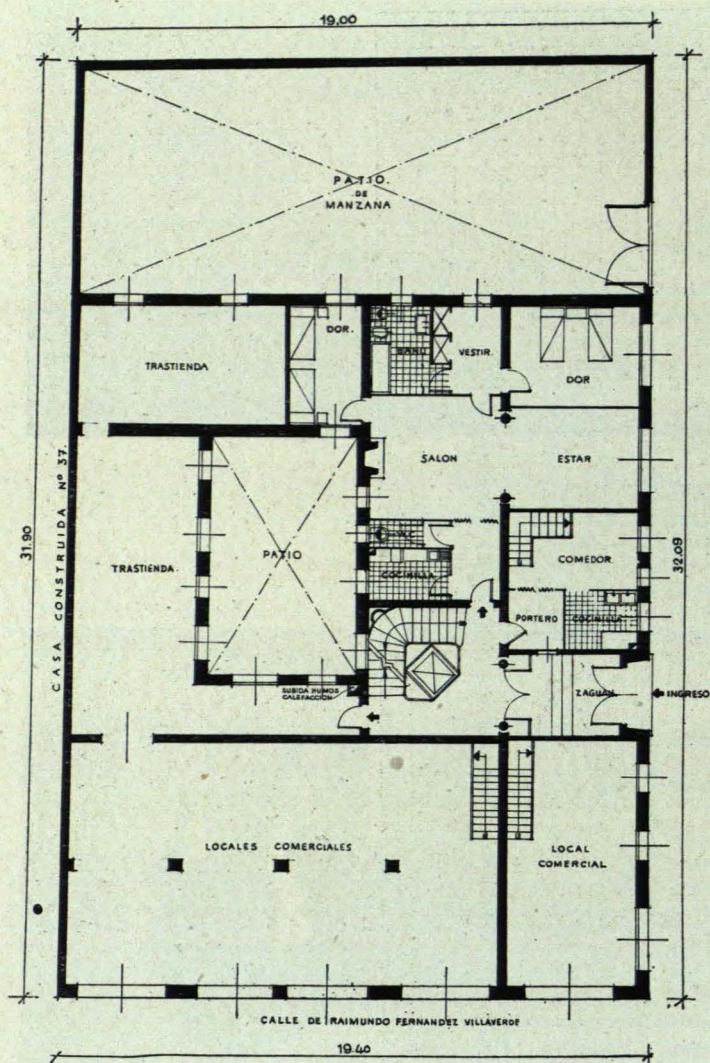 19,00
PATIO.
DE
MANZANA
TRASTIENDA
DOR.
BAÑO
VESTIR.
DOR
SALON
ESTAR
CASA CONSTRUIDA Nº 37.
31.90
32.09
TRASTIENDA.
PATIO
W.C.
COCINILLA
COMEDOR.
PORTERO
COCINILLA
SUBIDA HUMOS
CALEFACCION
ZAGUÁN
INGRESO
LOCALES COMERCIALES
LOCAL
COMERCIAL
CALLE DE RAIMUNDO FERNANDEZ VILLAVERDE
19.40